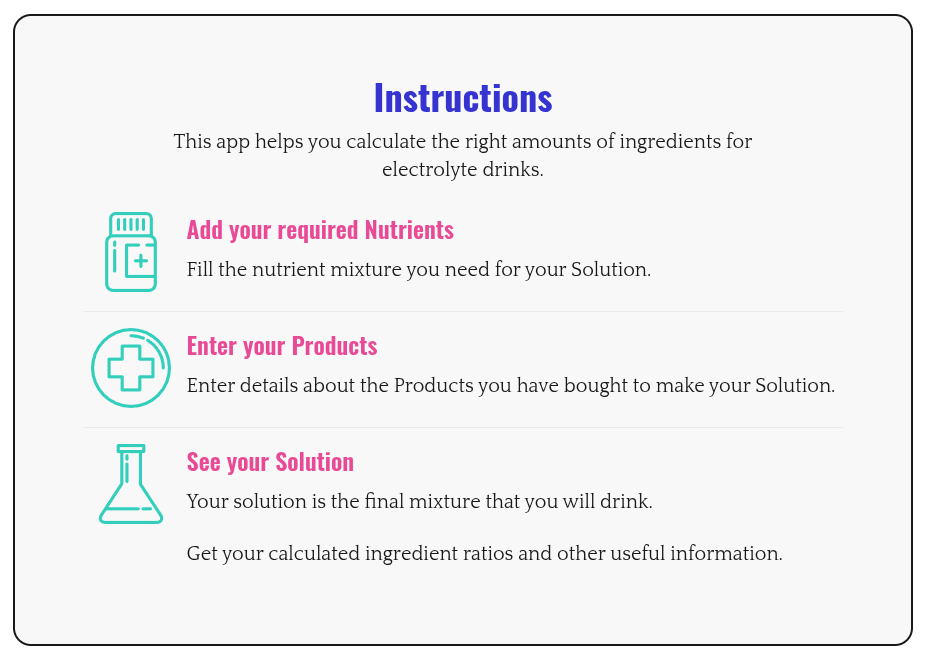 Instructions
This app helps you calculate the right amounts of ingredients for
electrolyte drinks.
Add your required Nutrients
Fill the nutrient mixture you need for your Solution.
Enter your Products
Enter details about the Products you have bought to make your Solution.
See your Solution
Your solution is the final mixture that you will drink.
Get your calculated ingredient ratios and other useful information.